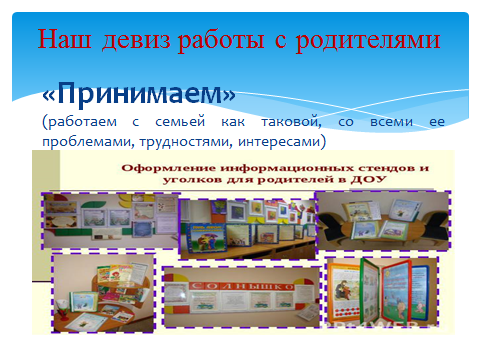 Наш девиз работы с родителями
«Принимаем»
(работаем с семьей как таковой, со всеми ее
проблемами, трудностями, интересами)
Оформление информационных стендов и
уголков для родителей в ДОУ
СОЛНЫШКО